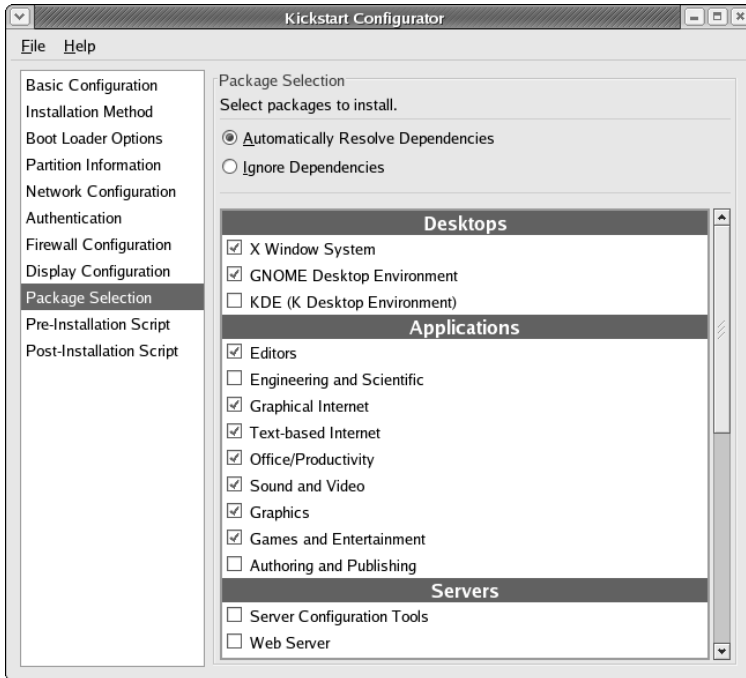 Kickstart Configurator
File Help
Basic Configuration
Installation Method
Boot Loader Options
Partition Information
Network Configuration
Authentication
Firewall Configuration
Display Configuration
Package Selection
Pre-Installation Script
Post-Installation Script
Package Selection
Select packages to install.
Automatically Resolve Dependencies
Ignore Dependencies
Desktops
X Window System
GNOME Desktop Environment
KDE (K Desktop Environment)
Applications
Editors
Engineering and Scientific
Graphical Internet
Text-based Internet
Office/Productivity
Sound and Video
Graphics
Games and Entertainment
Authoring and Publishing
Servers
Server Configuration Tools
Web Server